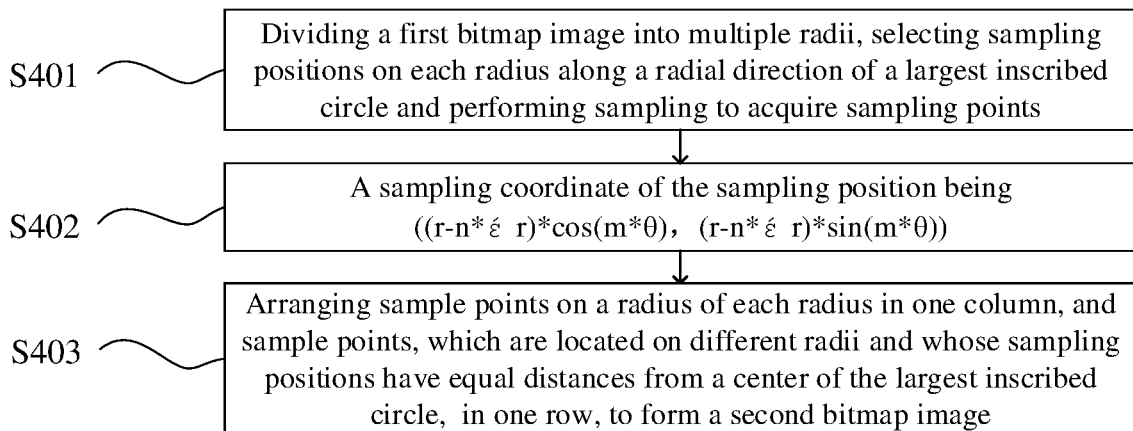 S401
Dividing a first bitmap image into multiple radii, selecting sampling
positions on each radius along a radial direction of a largest inscribed
circle and performing sampling to acquire sampling points
S402
A sampling coordinate of the sampling position being
((r-n*έ r)*cos(m*θ), (r-n*έ r)*sin(m*θ))
S403
Arranging sample points on a radius of each radius in one column, and
sample points, which are located on different radii and whose sampling
positions have equal distances from a center of the largest inscribed
circle, in one row, to form a second bitmap image